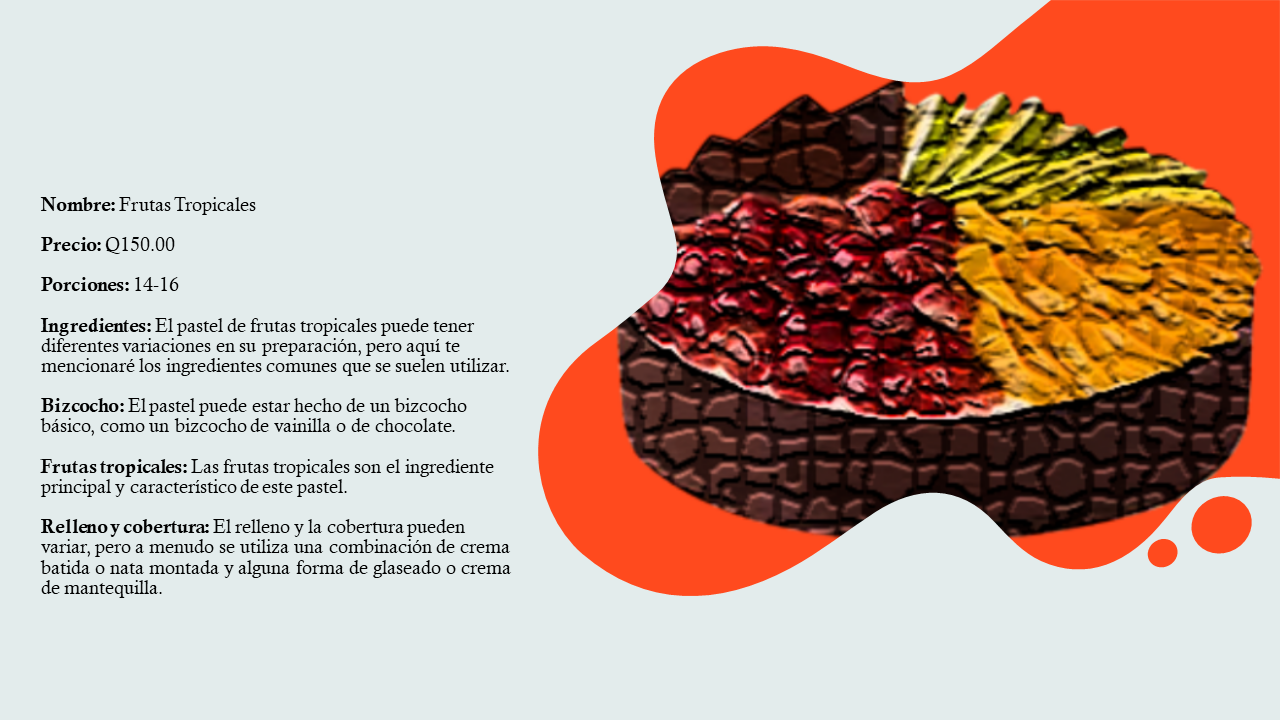 Nombre: Frutas Tropicales
Precio: Q150.00
Porciones: 14-16
Ingredientes: El pastel de frutas tropicales puede tener
diferentes variaciones en su preparación, pero aquí te
mencionaré los ingredientes comunes que se suelen utilizar.
Bizcocho: El pastel puede estar hecho de un bizcocho
básico, como un bizcocho de vainilla o de chocolate.
Frutas tropicales: Las frutas tropicales son el ingrediente
principal y característico de este pastel.
Relleno y cobertura: El relleno y la cobertura pueden
variar, pero a menudo se utiliza una combinación de crema
batida o nata montada y alguna forma de glaseado o crema
de mantequilla.